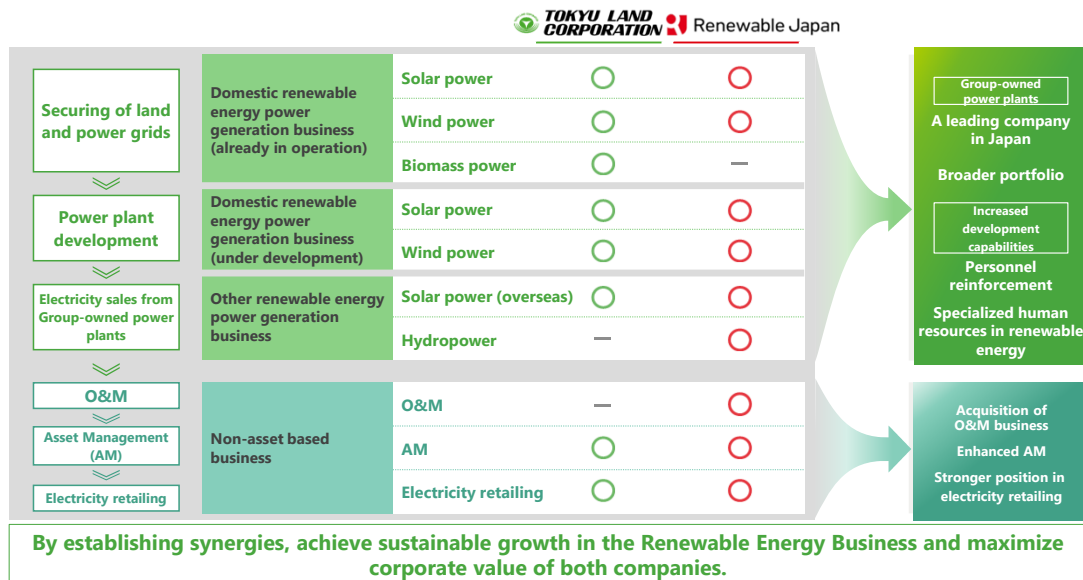 TOKYU LAND
CORPORATION
Renewable Japan
Securing of land
and power grids
Power plant
development
Electricity sales from
Group-owned power
plants
O&M
Asset Management
(AM)
Electricity retailing
Domestic renewable
energy power
generation business
(already in operation)
Solar power
Wind power
Biomass power —
Domestic renewable
energy power
generation business
(under development)
Solar power
Wind power
Other renewable energy
power generation
business
Solar power (overseas)
Hydropower —
Non-asset based
business
O&M —
AM
Electricity retailing
Group-owned
power plants
A leading company
in Japan
Broader portfolio
Increased
development
capabilities
Personnel
reinforcement
Specialized human
resources in renewable
energy
Acquisition of
O&M business
Enhanced AM
Stronger position in
electricity retailing
By establishing synergies, achieve sustainable growth in the Renewable Energy Business and maximize
corporate value of both companies.